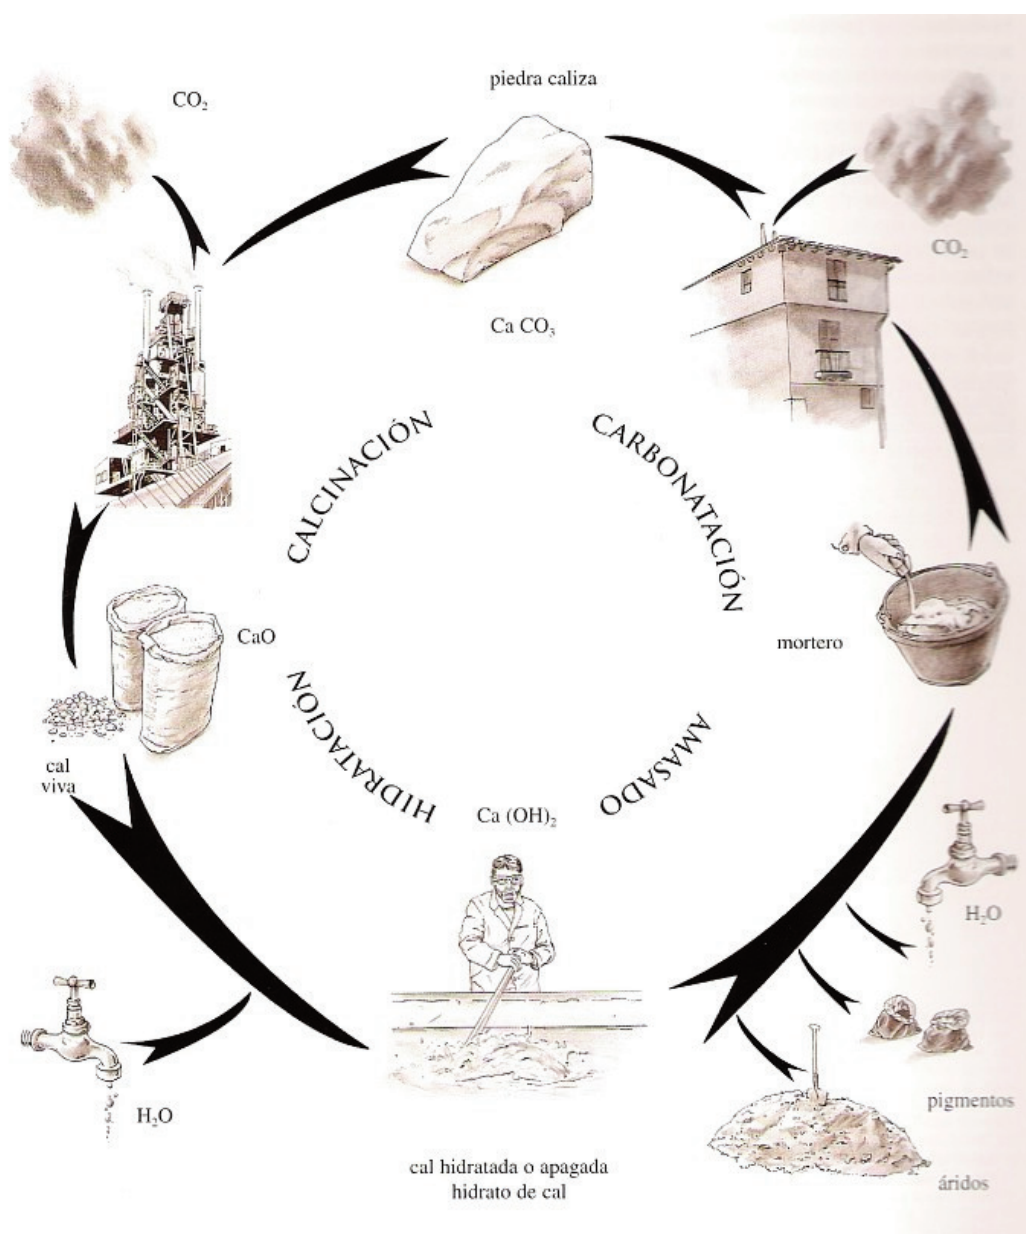 piedra caliza
CO₂
CO₂
Ca CO₃
CALCINACIÓN
CARBONATACIÓN
CaO
mortero
HIDRATACIÓN
AMASADO
cal
viva
Ca (OH)₂
H₂O
H₂O
pigmentos
cal hidratada o apagada
hidrato de cal
áridos